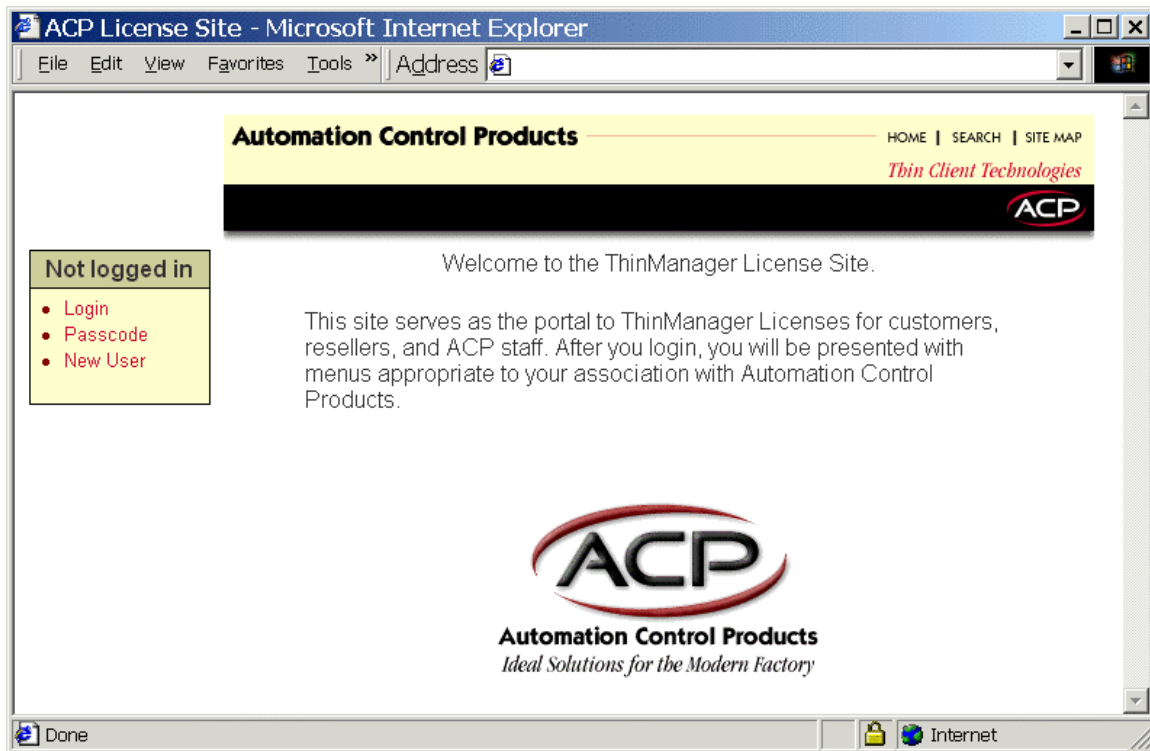 ACP License Site - Microsoft Internet Explorer
File Edit View Favorites Tools » Address
Automation Control Products
HOME | SEARCH | SITE MAP
Thin Client Technologies
ACP
Not logged in
Login
Passcode
New User
Welcome to the ThinManager License Site.
This site serves as the portal to ThinManager Licenses for customers,
resellers, and ACP staff. After you login, you will be presented with
menus appropriate to your association with Automation Control
Products.
ACP
Automation Control Products
Ideal Solutions for the Modern Factory
Done
Internet